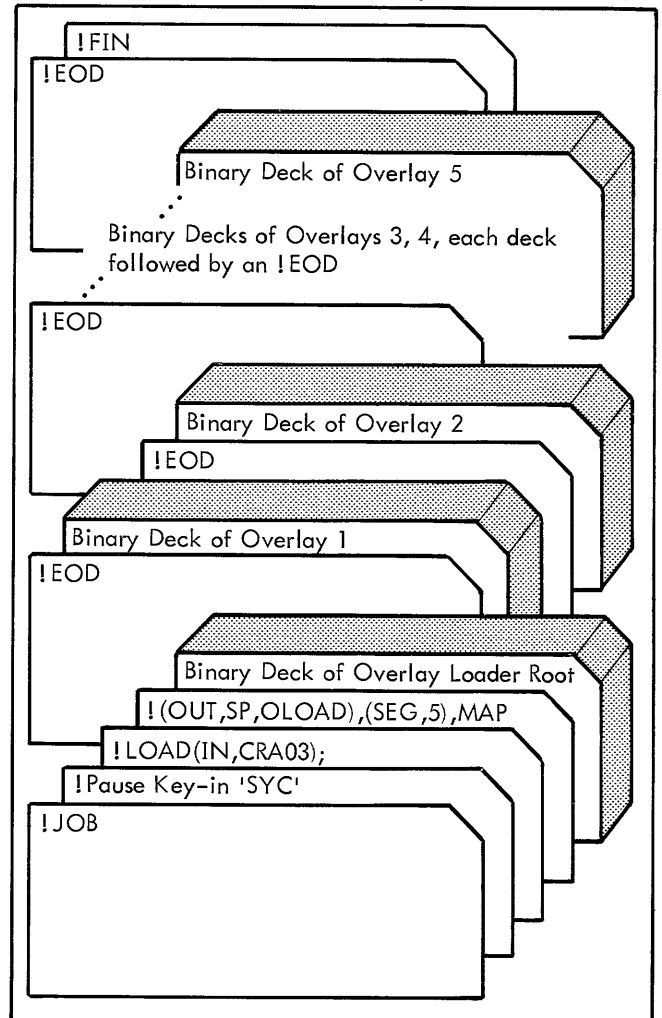 !FIN
!EOD
Binary Deck of Overlay 5
Binary Decks of Overlays 3, 4, each deck
followed by an !EOD
!EOD
Binary Deck of Overlay 2
!EOD
Binary Deck of Overlay 1
!EOD
Binary Deck of Overlay Loader Root
!(OUT,SP,OLOAD),(SEG,5),MAP
!LOAD(IN,CRA03);
!Pause Key-in 'SYC'
!JOB